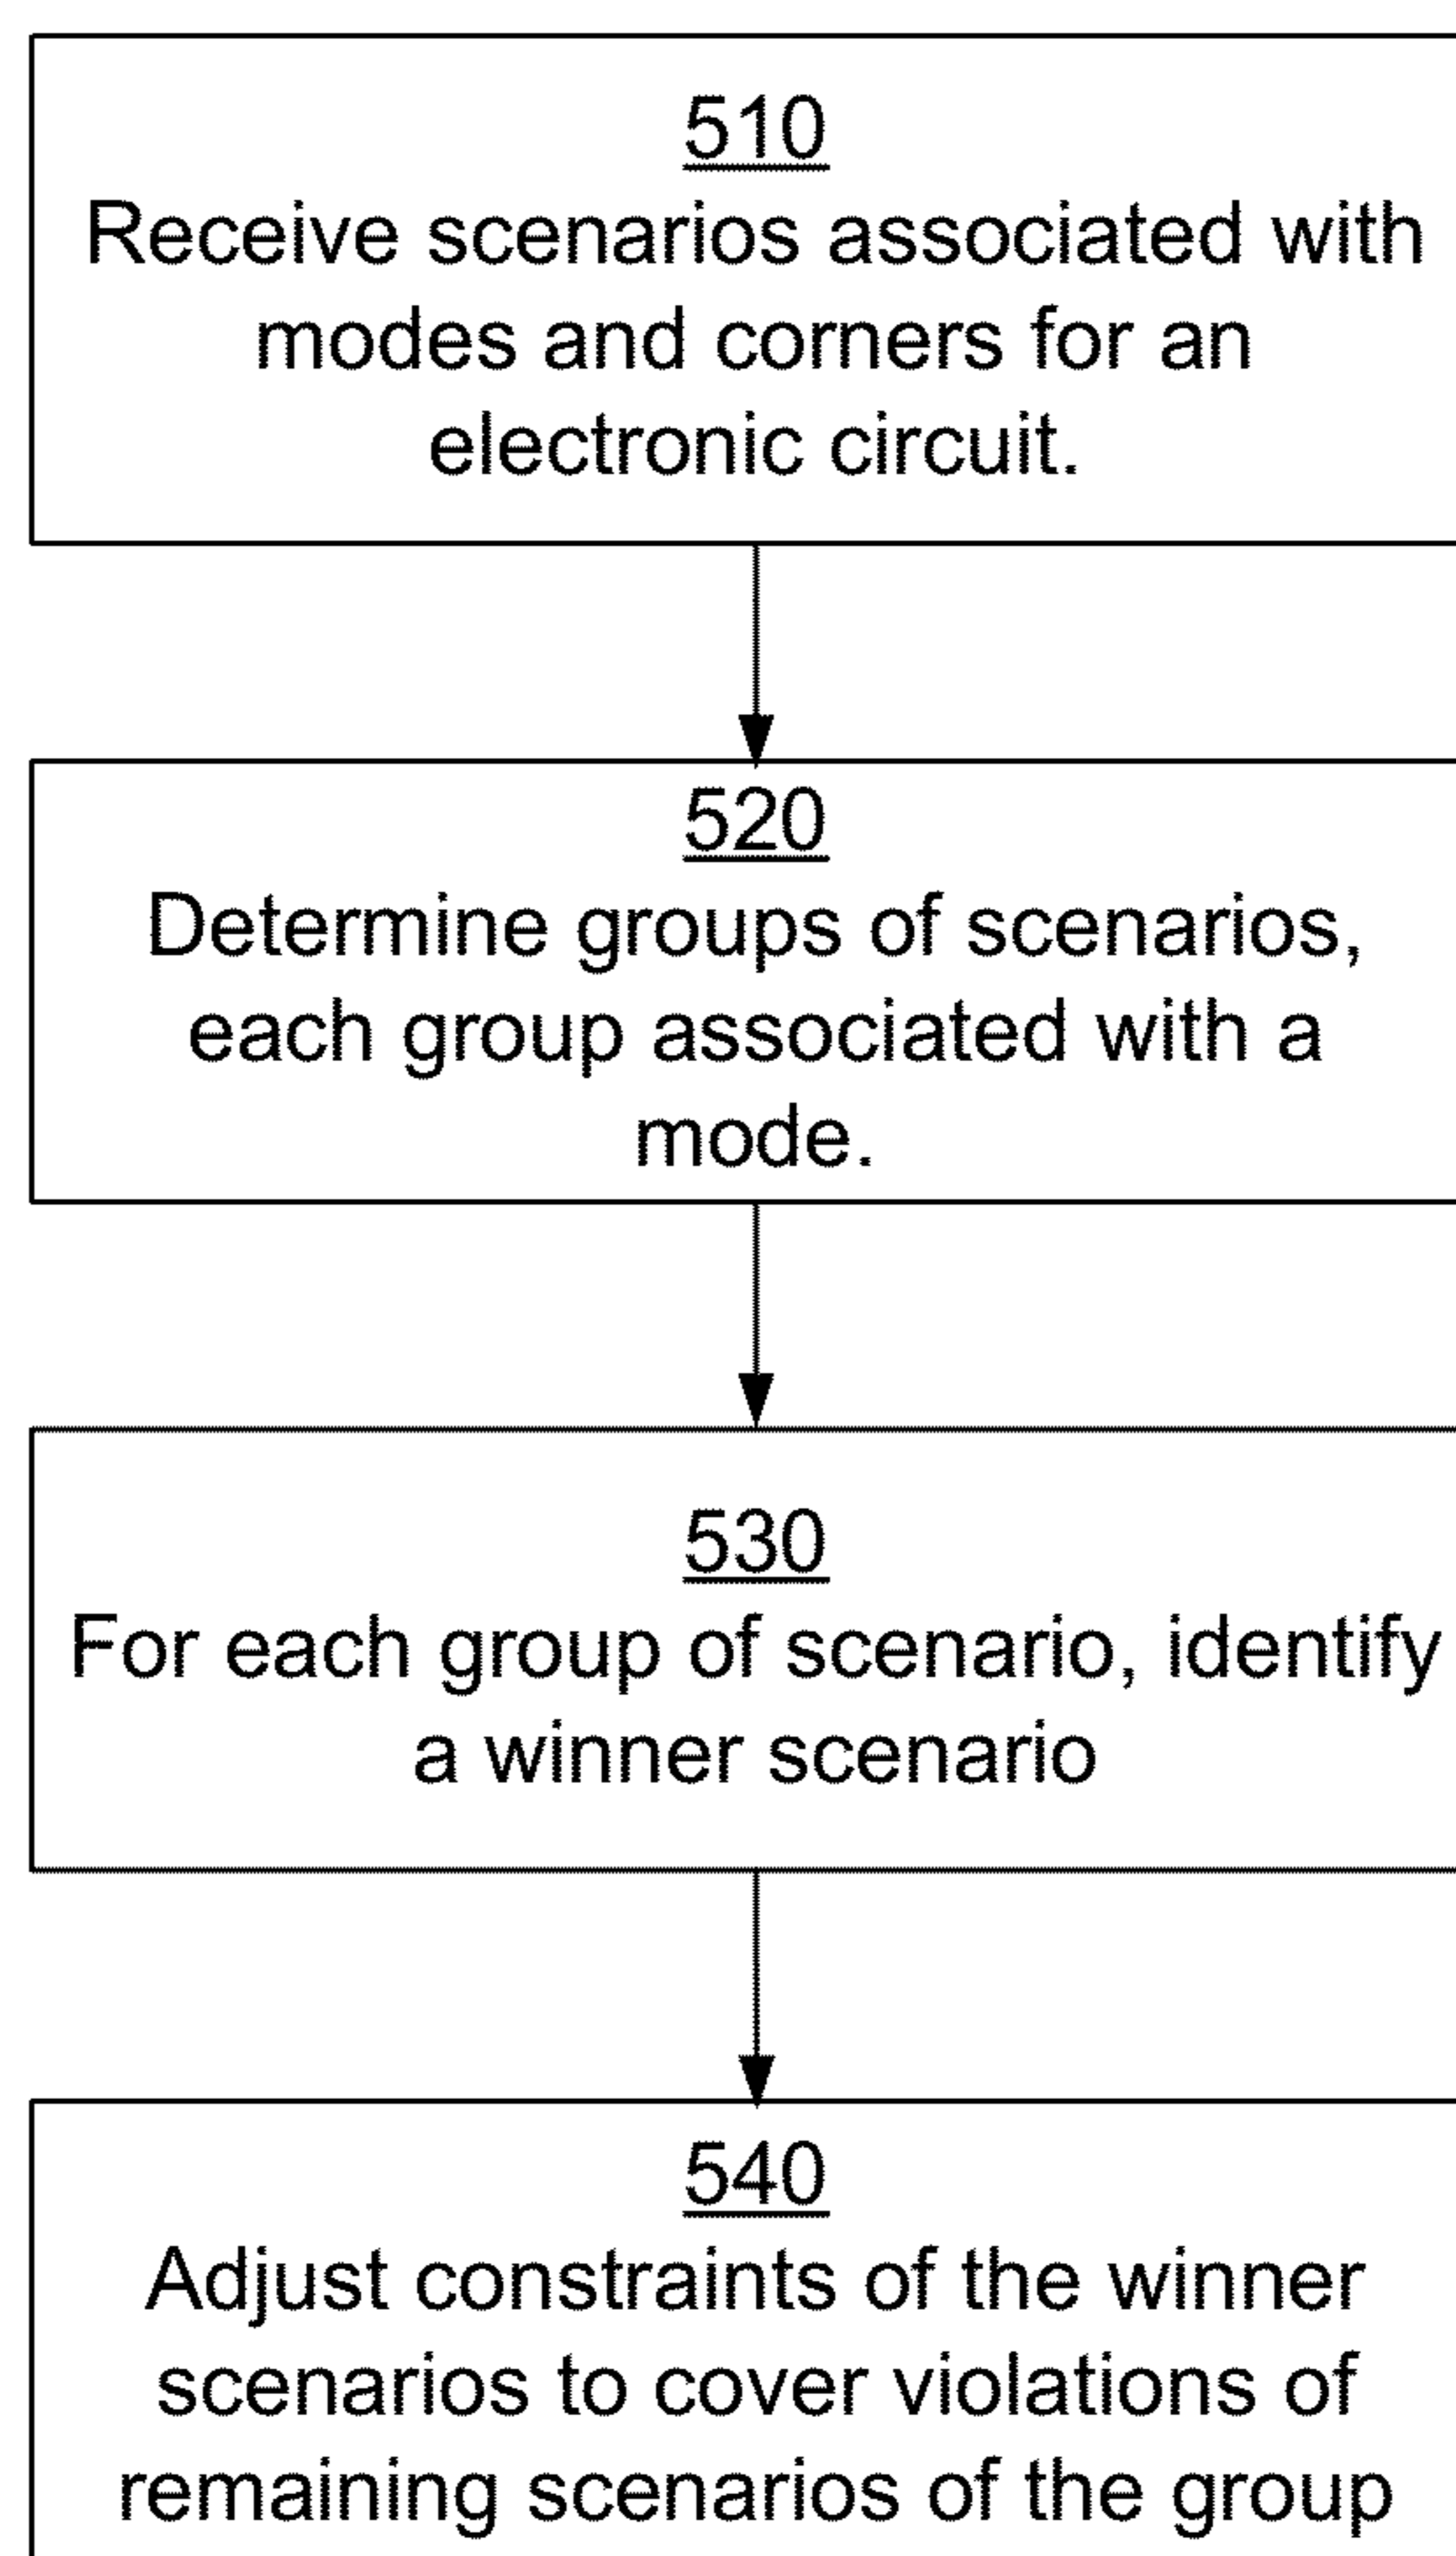 510
Receive scenarios associated with
modes and corners for an
electronic circuit.
520
Determine groups of scenarios,
each group associated with a
mode.
530
For each group of scenario, identify
a winner scenario
540
Adjust constraints of the winner
scenarios to cover violations of
remaining scenarios of the group